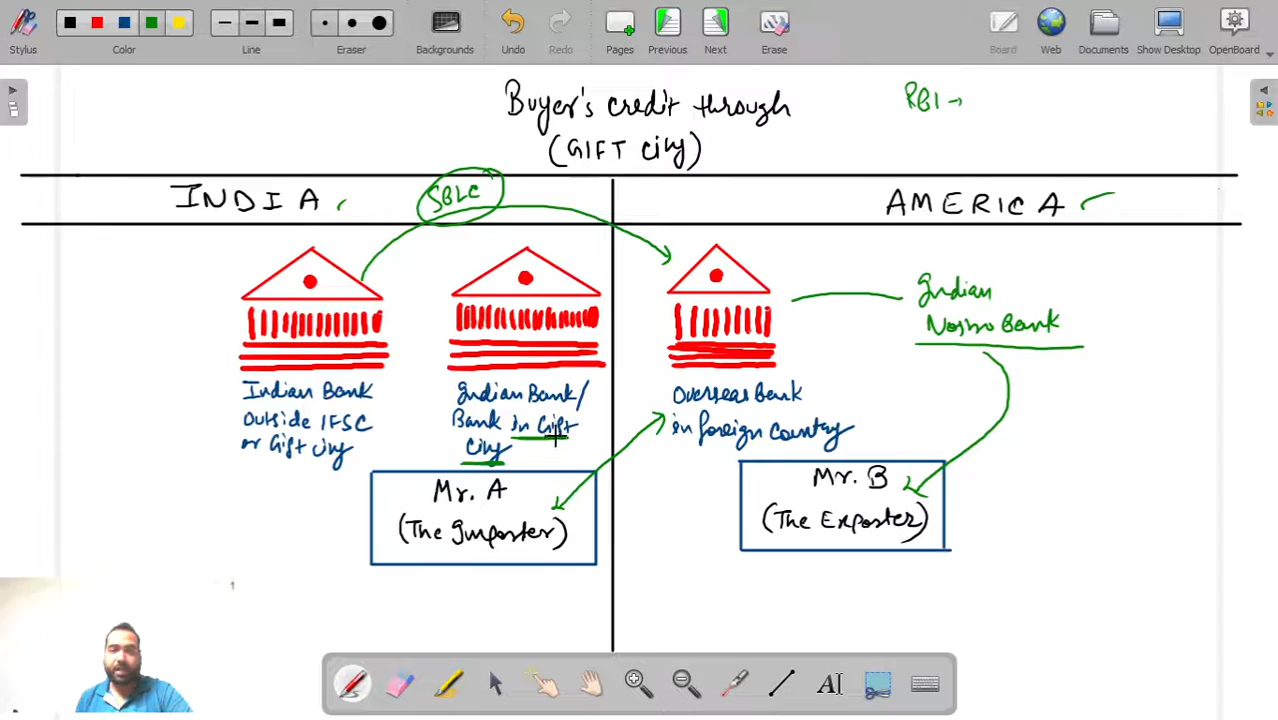 Stylus
Color
Line
Eraser
Backgrounds
Undo
Redo
Pages
Previous
Next
Erase
Board
Web
Documents
Show Desktop
OpenBoard
Buyer's credit through
(GIFT city)
RBI →
INDIA
SBLC
AMERICA
Indian
Nostro Bank
Indian Bank
Outside IFSC
or Gift city
Indian Bank/
Bank in Gift
city
Overseas Bank
in foreign Country
Mr. A
(The Importer)
Mr. B
(The Exporter)
AI